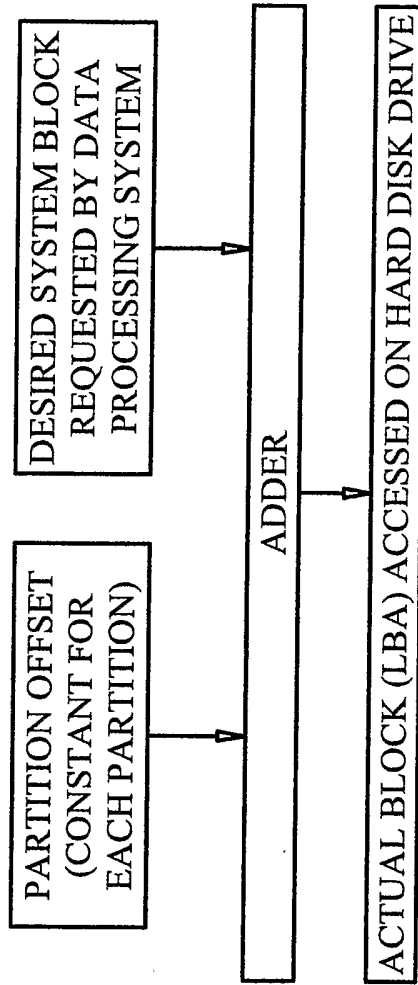 PARTITION OFFSET
(CONSTANT FOR
EACH PARTITION)
DESIRED SYSTEM BLOCK
REQUESTED BY DATA
PROCESSING SYSTEM
ADDER
ACTUAL BLOCK (LBA) ACCESSED ON HARD DISK DRIVE